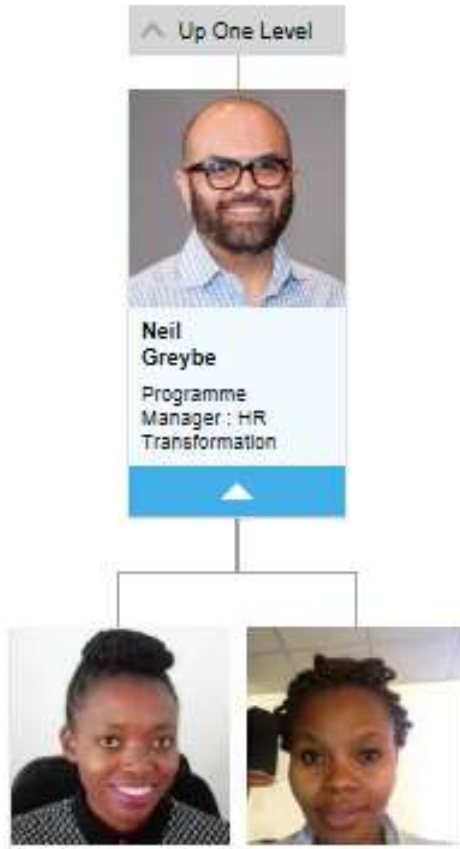 Up One Level
Neil
Greybe
Programme
Manager : HR
Transformation